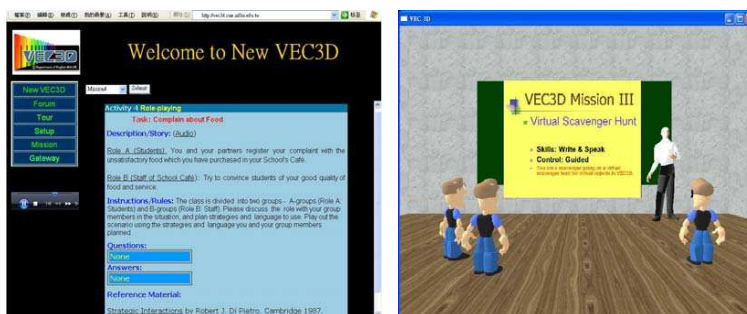 Welcome to New VEC3D
VEC3D
New VEC3D
Forum
Tour
Setup
Mission
Gateway
Activity 4 Role-playing
Task: Complain about Food
Description/Story: (Audio)
Role A (Students): You and your partners register your complaint with the
unsatisfactory food which you have purchased in your School's Café.
Role B (Staff of School Café): Try to convince students of your good quality of
food and service.
Instructions/Rules: The class is divided into two groups - A-groups (Role A:
Students) and B-groups (Role B: Staff). Please discuss the role with your group
members in the situation, and plan strategies and language to use. Play out the
scenario using the strategies and language you and your group members
planned.
Questions:
None
Answers:
None
Reference Material:
Strategic Interactions by Robert J. Di Pietro, Cambridge 1987.
VEC 3D
VEC3D Mission III
Virtual Scavenger Hunt
Skills: Write & Speak
Control: Guided